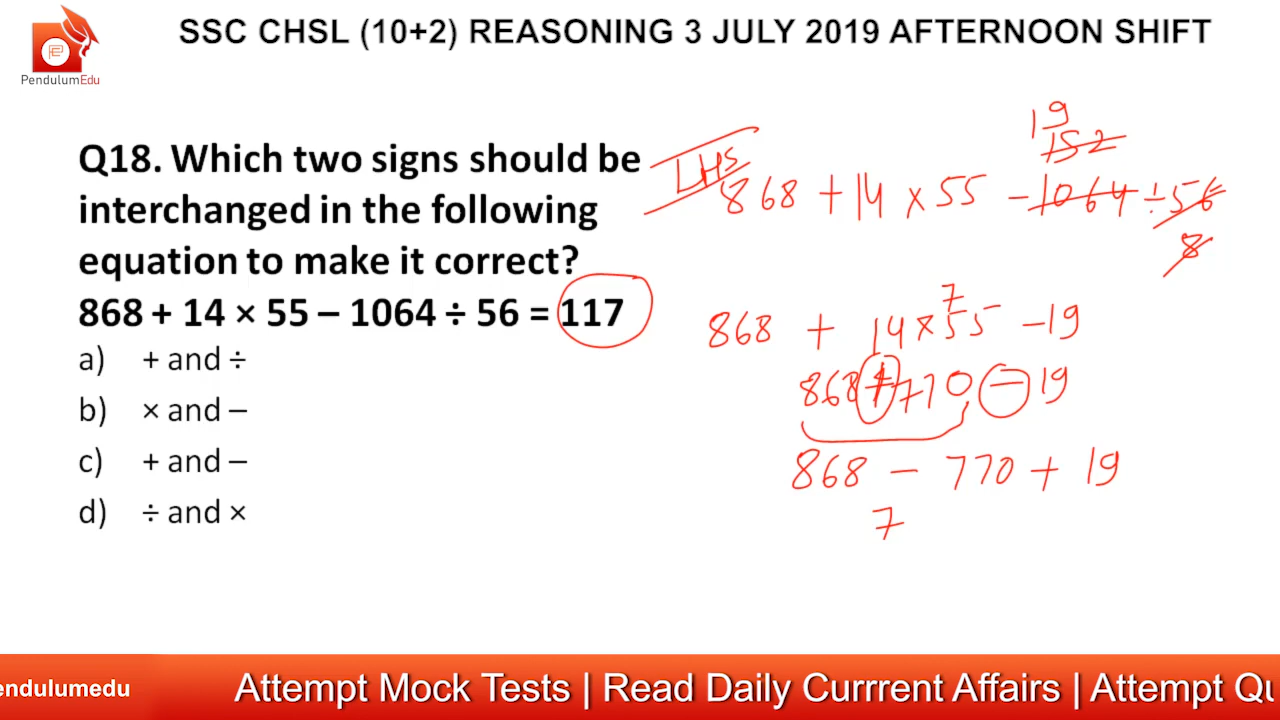 SSC CHSL (10+2) REASONING 3 JULY 2019 AFTERNOON SHIFT
PE
PendulumEdu
Q18. Which two signs should be
interchanged in the following
equation to make it correct?
868 + 14 × 55 – 1064 ÷ 56 = 117
a) + and ÷
b) × and –
c) + and –
d) ÷ and ×
LHS
19
152
868 + 14 × 55 - 1064 ÷ 56
8
7
868 + 14 × 55 - 19
868 + 770 - 19
868 - 770 + 19
7
endulumedu
Attempt Mock Tests | Read Daily Currrent Affairs | Attempt Qu